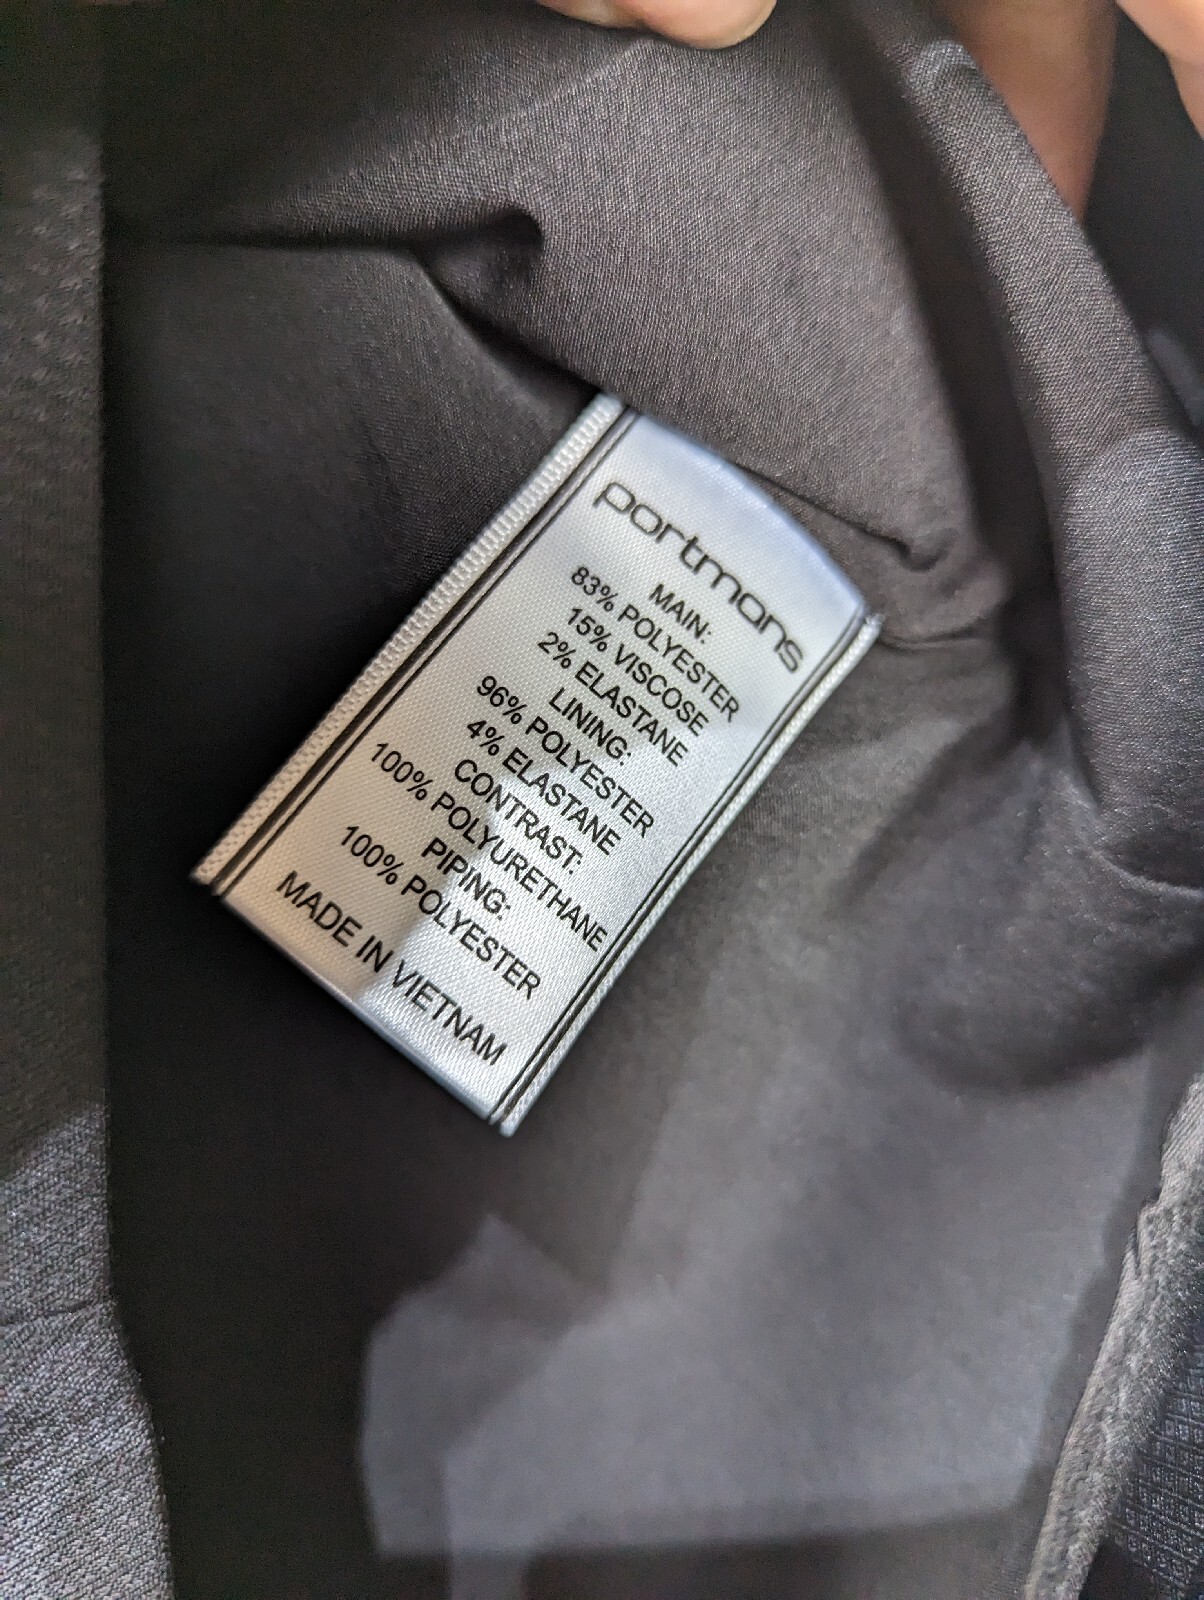 portmans
MAIN:
83% POLYESTER
15% VISCOSE
2% ELASTANE
LINING:
96% POLYESTER
4% ELASTANE
CONTRAST:
100% POLYURETHANE
PIPING:
100% POLYESTER
MADE IN VIETNAM